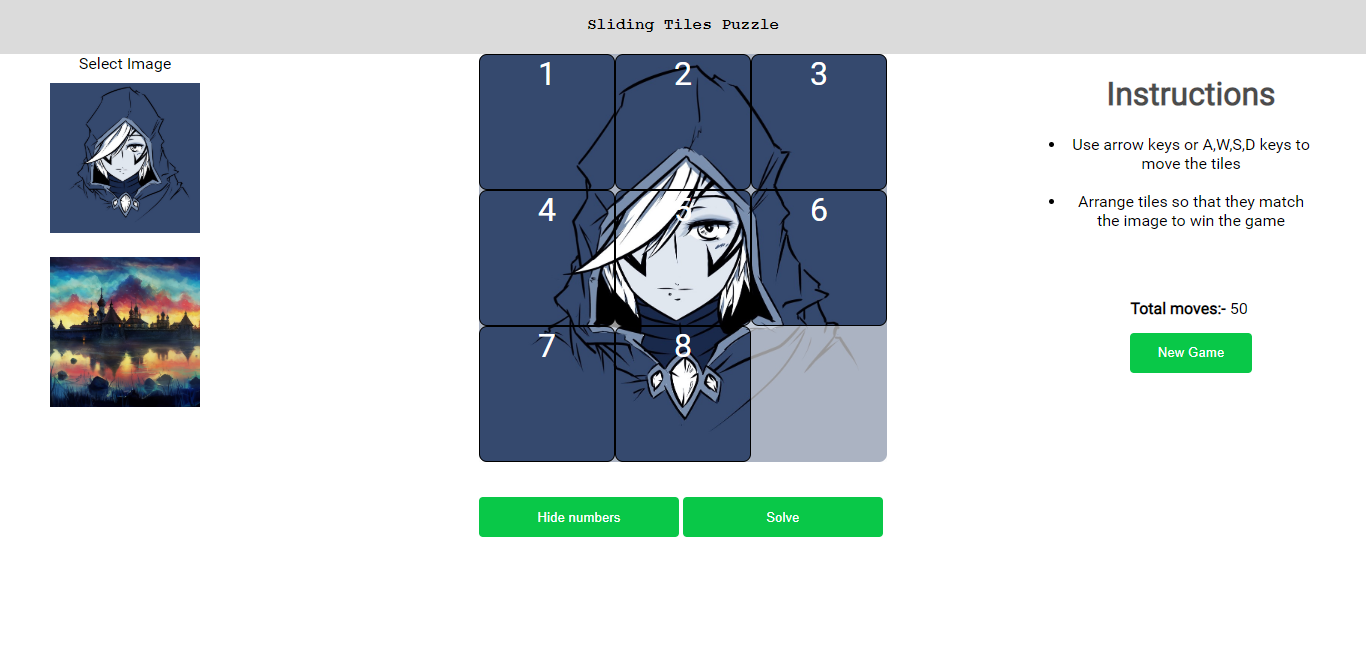 Sliding Tiles Puzzle
Select Image
1
2
3
4
5
6
7
8
Hide numbers
Solve
Instructions
Use arrow keys or A,W,S,D keys to
move the tiles
Arrange tiles so that they match
the image to win the game
Total moves:- 50
New Game